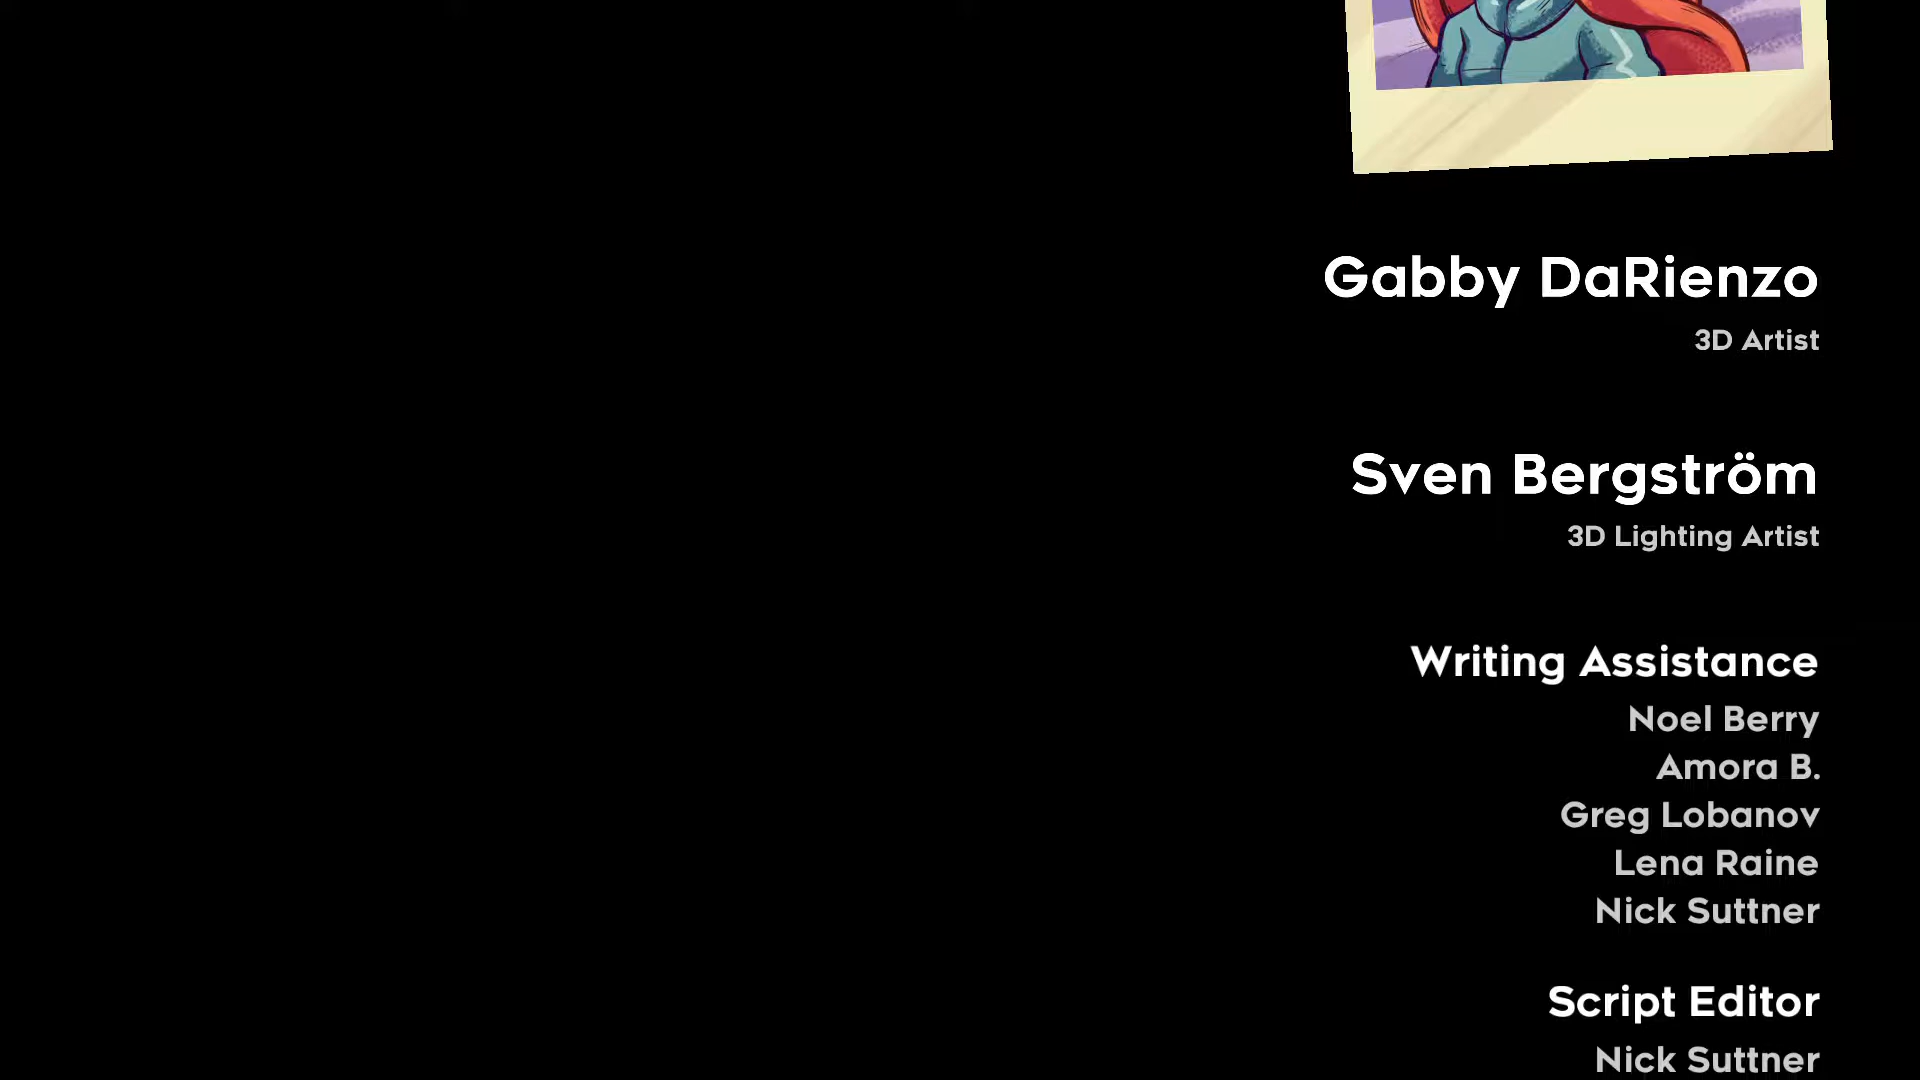 Gabby DaRienzo
3D Artist
Sven Bergström
3D Lighting Artist
Writing Assistance
Noel Berry
Amora B.
Greg Lobanov
Lena Raine
Nick Suttner
Script Editor
Nick Suttner